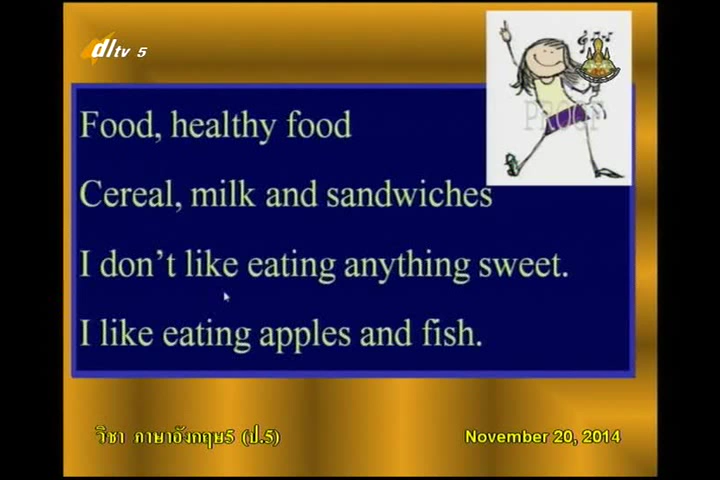 dltv 5
PROOF
Food, healthy food
Cereal, milk and sandwiches
I don't like eating anything sweet.
I like eating apples and fish.
วิชา ภาษาอังกฤษ5 (ป.5)
November 20, 2014